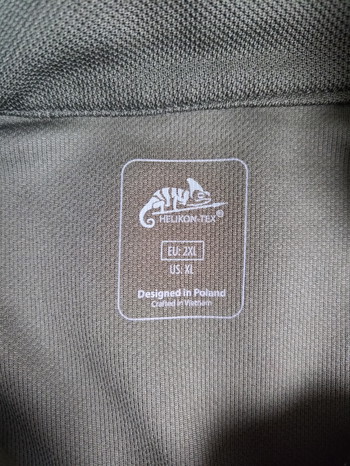 HELIKON-TEX®
EU: 2XL
US: XL
Designed in Poland
Crafted in Vietnam